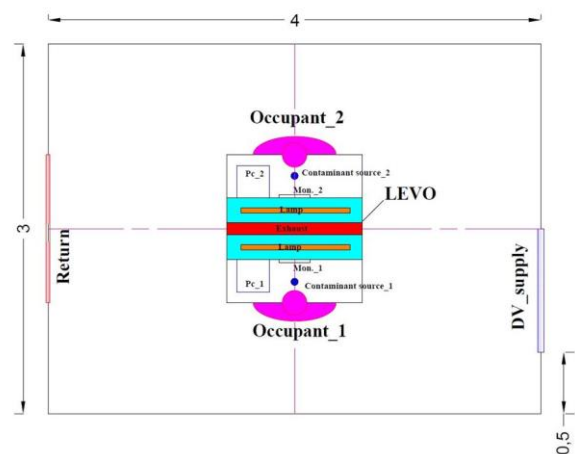 4
Occupant_2
Contaminant source_2
Pc_2
Mon._2
LEVO
Lamp
3
Exhaust
Return
Lamp
DV_supply
Mon._1
Pc_1
Contaminant source_1
Occupant_1
0,5